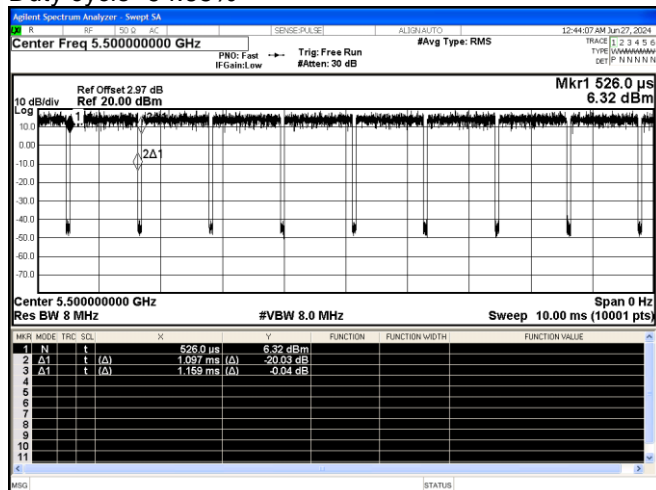 Agilent Spectrum Analyzer - Swept SA
R RF 50 Ω AC SENSE:PULSE ALIGN AUTO 12:44:07 AM Jun 27, 2024
Center Freq 5.500000000 GHz #Avg Type: RMS TRACE 1 2 3 4 5 6
PNO: Fast Trig: Free Run TYPE
IFGain:Low #Atten: 30 dB DET P N N N N N
Mkr1 526.0 µs
Ref Offset 2.97 dB
10 dB/div Ref 20.00 dBm 6.32 dBm
Log
1
10.0
0.00
2Δ1
-10.0
-20.0
-30.0
-40.0
-50.0
-60.0
-70.0
Center 5.500000000 GHz Span 0 Hz
Res BW 8 MHz #VBW 8.0 MHz Sweep 10.00 ms (10001 pts)
MKR MODE TRC SCL X Y FUNCTION FUNCTION WIDTH FUNCTION VALUE
1 N t 526.0 µs 6.32 dBm
2 Δ1 t (Δ) 1.097 ms (Δ) -20.03 dB
3 Δ1 t (Δ) 1.159 ms (Δ) -0.04 dB
4
5
6
7
8
9
10
11
MSG STATUS